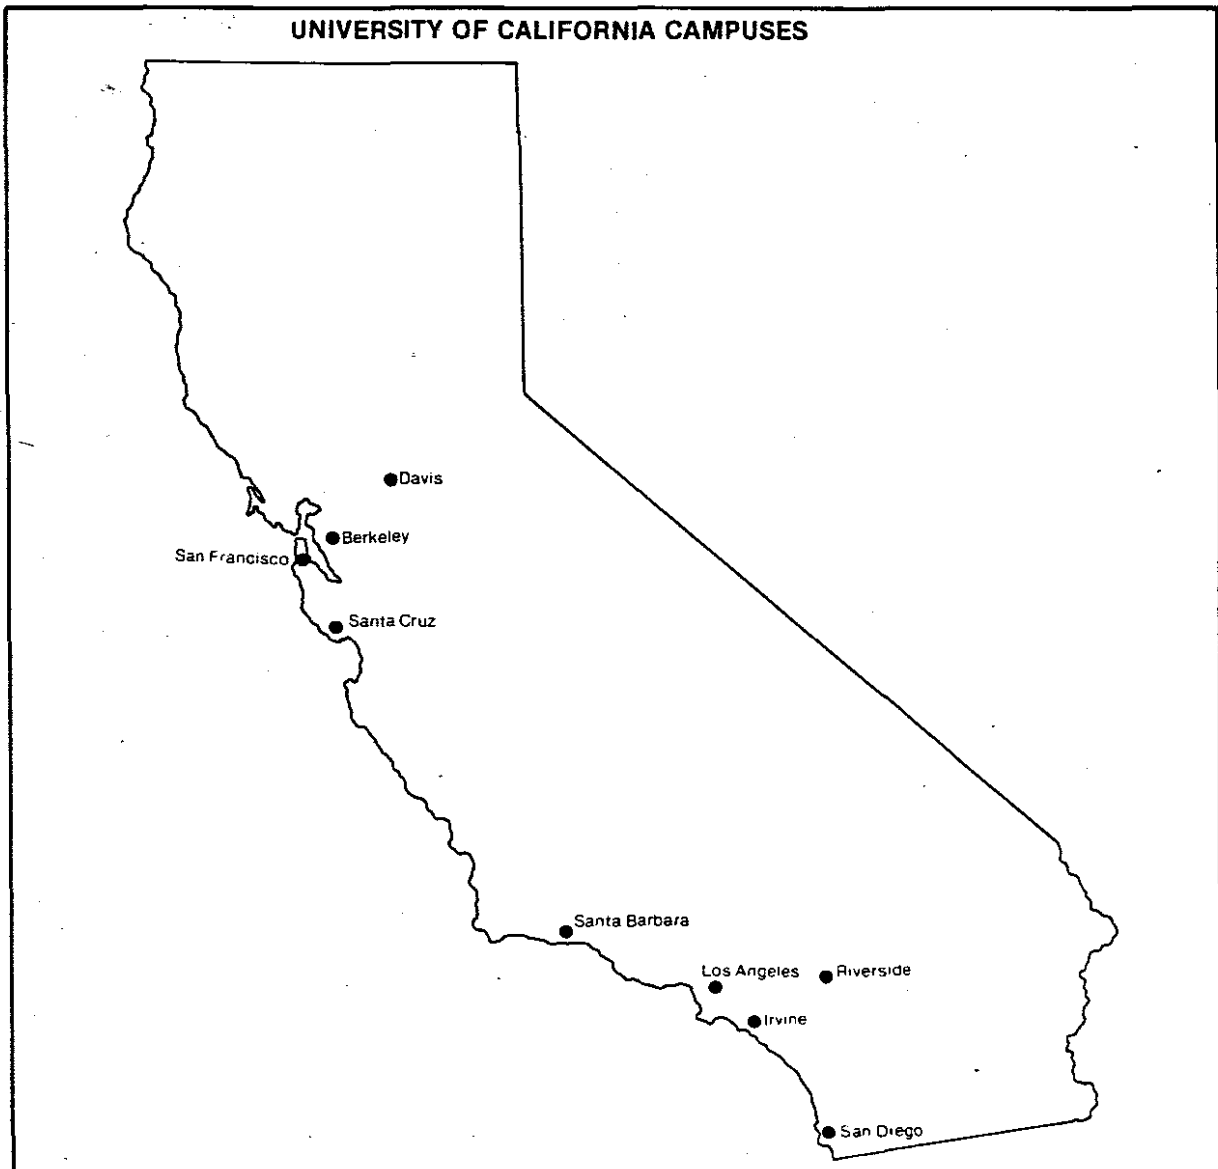 UNIVERSITY OF CALIFORNIA CAMPUSES
Davis
Berkeley
San Francisco
Santa Cruz
Santa Barbara
Los Angeles
Riverside
Irvine
San Diego